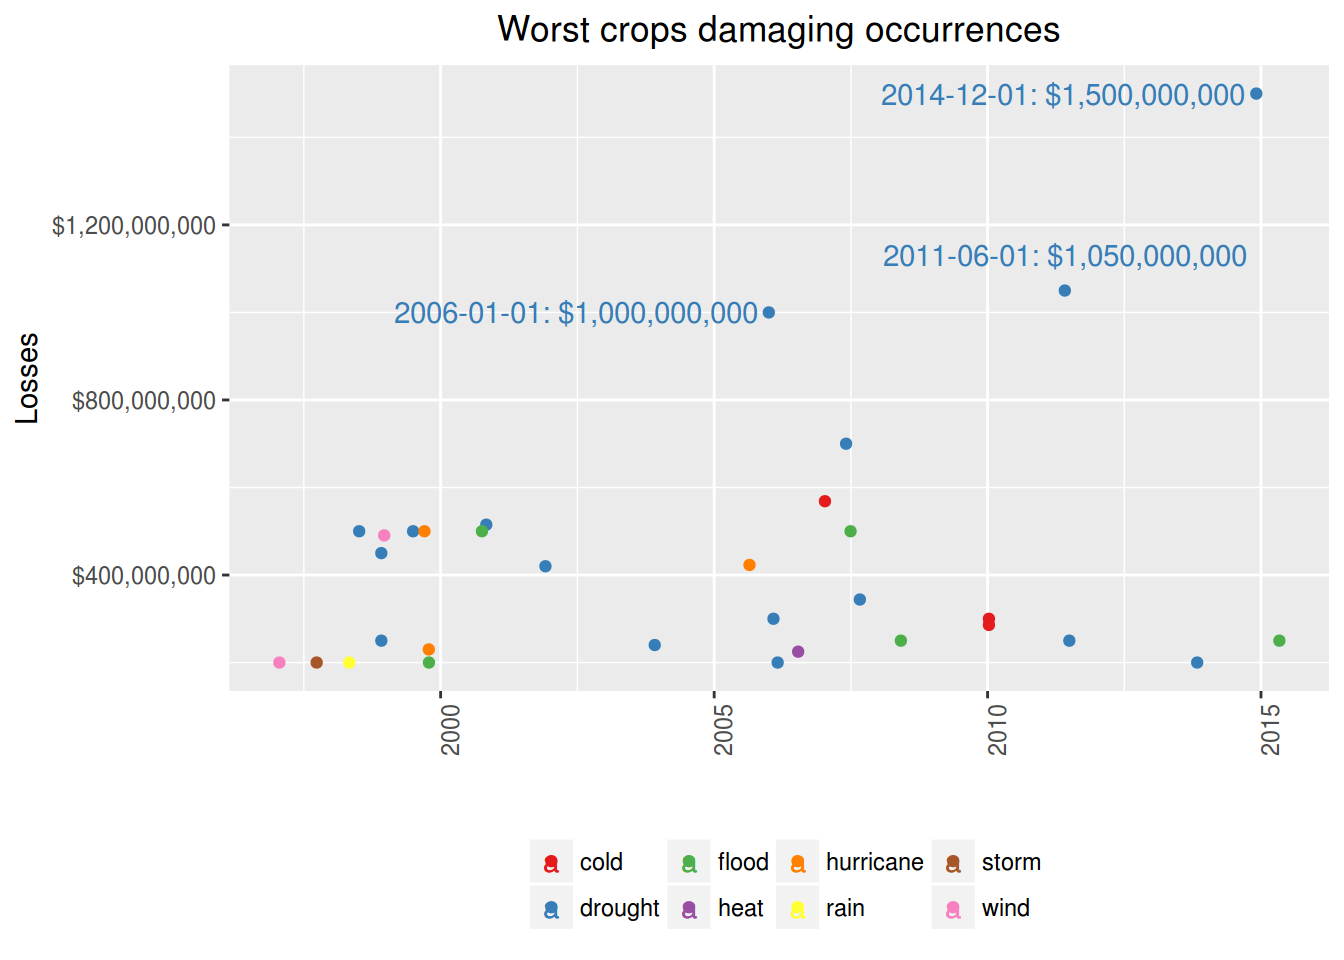 Worst crops damaging occurrences
2014-12-01: $1,500,000,000
$1,200,000,000
2011-06-01: $1,050,000,000
2006-01-01: $1,000,000,000
Losses
$800,000,000
$400,000,000
2000
2005
2010
2015
a cold
a flood
a hurricane
a storm
a drought
a heat
a rain
a wind